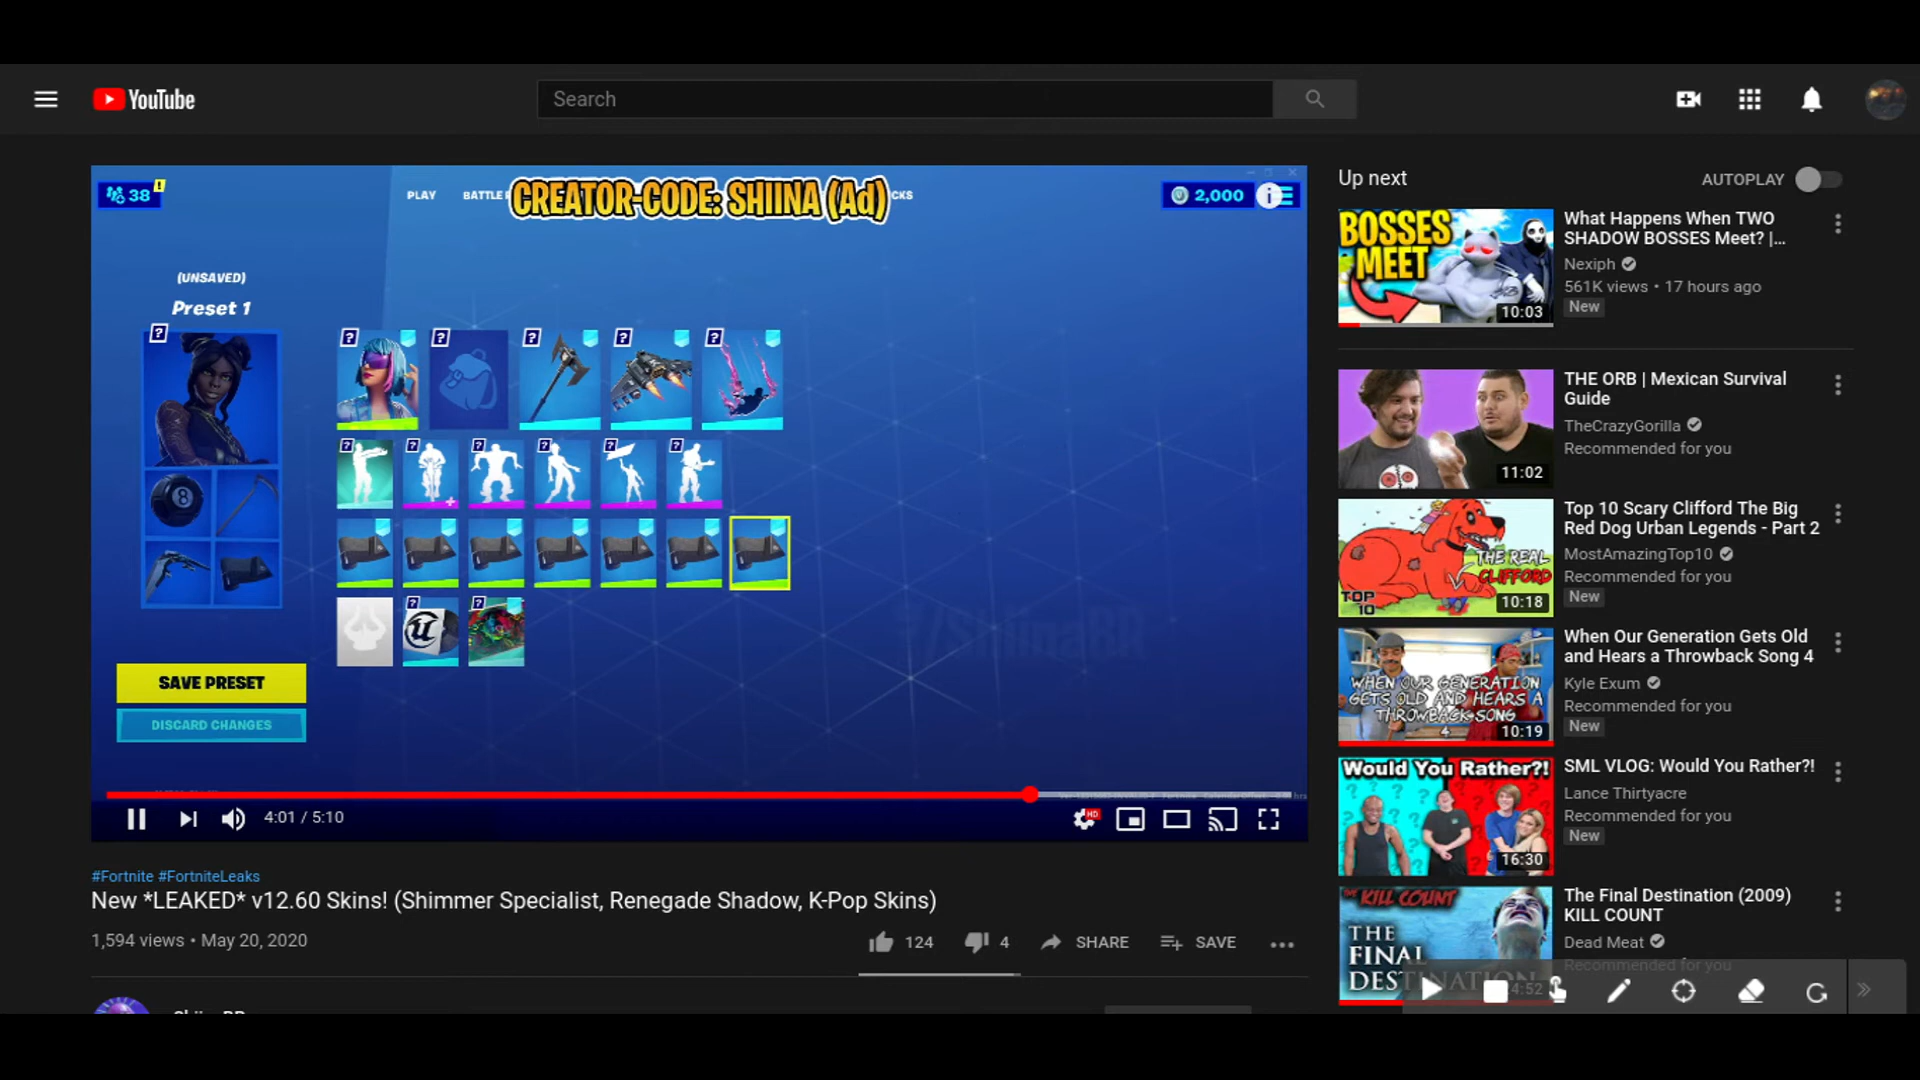 YouTube
Search
38
!
PLAY
BATTLE
CREATOR-CODE: SHIINA (Ad)
CKS
2,000
(UNSAVED)
Preset 1
SAVE PRESET
DISCARD CHANGES
/ShiinaBR
4:01 / 5:10
HD
#Fortnite #FortniteLeaks
New *LEAKED* v12.60 Skins! (Shimmer Specialist, Renegade Shadow, K-Pop Skins)
1,594 views • May 20, 2020
124
4
SHARE
SAVE
Up next
AUTOPLAY
BOSSES
MEET
10:03
What Happens When TWO
SHADOW BOSSES Meet? |...
Nexiph
561K views • 17 hours ago
New
11:02
THE ORB | Mexican Survival
Guide
TheCrazyGorilla
Recommended for you
THE REAL
CLIFFORD
TOP
10
10:18
Top 10 Scary Clifford The Big
Red Dog Urban Legends - Part 2
MostAmazingTop10
Recommended for you
New
WHEN OUR GENERATION
GETS OLD AND HEARS A
THROWBACK SONG
4
10:19
When Our Generation Gets Old
and Hears a Throwback Song 4
Kyle Exum
Recommended for you
New
Would You Rather?!
16:30
SML VLOG: Would You Rather?!
Lance Thirtyacre
Recommended for you
New
THE KILL COUNT
THE
FINAL
DESTINATION
4:52
The Final Destination (2009)
KILL COUNT
Dead Meat
Recommended for you